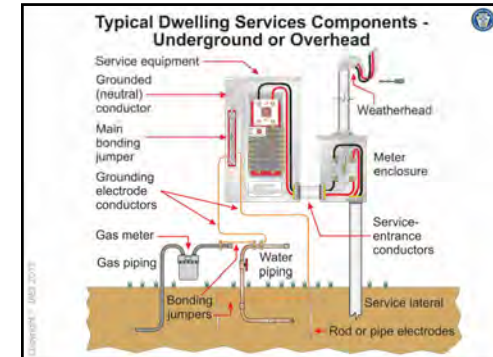 Typical Dwelling Services Components -
Underground or Overhead
Service equipment
Grounded
(neutral)
conductor
Weatherhead
Main
bonding
jumper
Meter
enclosure
Grounding
electrode
conductors
Gas meter
Service-
entrance
conductors
Gas piping
Water
piping
Bonding
jumpers
Service lateral
Rod or pipe electrodes